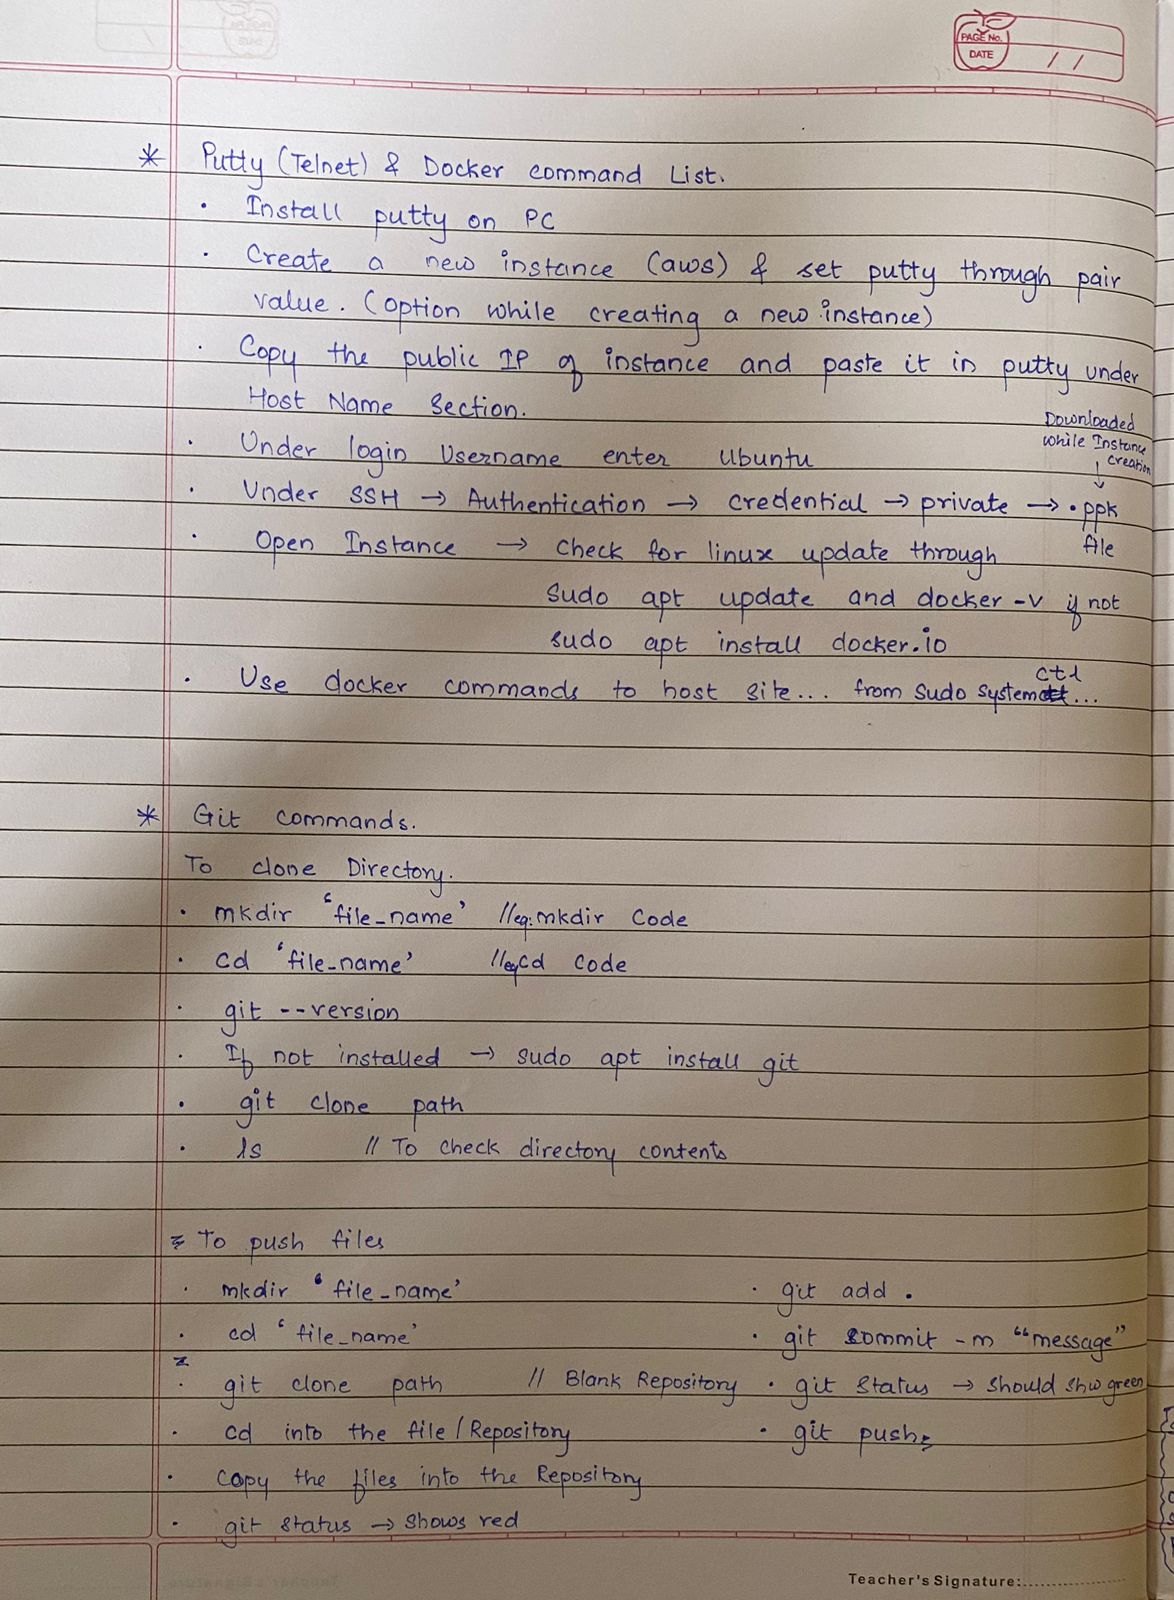 PAGE No.
DATE / /
* Putty (Telnet) & Docker command List.
• Install putty on PC
• Create a new instance (aws) & set putty through pair
value. (option while creating a new instance)
• Copy the public IP of instance and paste it in putty under
Host Name Section.
Downloaded
while Instance
creation
↓
• Under login Username enter Ubuntu
• Under SSH → Authentication → credential → private → .ppk
file
• Open Instance → Check for linux update through
Sudo apt update and docker -v if not
sudo apt install docker.io
• Use docker commands to host site... from sudo systemctl...
* Git commands.
To clone Directory.
• mkdir 'file_name' //eg: mkdir Code
• cd 'file_name' //eg cd code
• git --version
• If not installed → sudo apt install git
• git clone path
• ls // To check directory contents
To push files
• mkdir 'file_name'
• cd 'file_name'
• git clone path // Blank Repository
• cd into the file / Repository
• Copy the files into the Repository
• git status → shows red
• git add .
• git commit -m "message"
• git status → should shw green
• git push
Teacher's Signature: